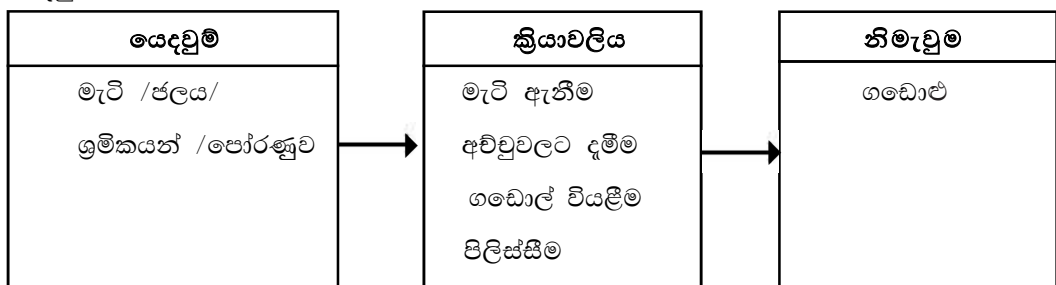 යෙදවුම්
මැටි /ජලය/
ශ්‍රමිකයන් /පෝරණුව
ක්‍රියාවලිය
මැටි ඇනීම
අච්චුවලට දැමීම
ගඩොල් වියළීම
පිලිස්සීම
නිමැවුම
ගඩොළු